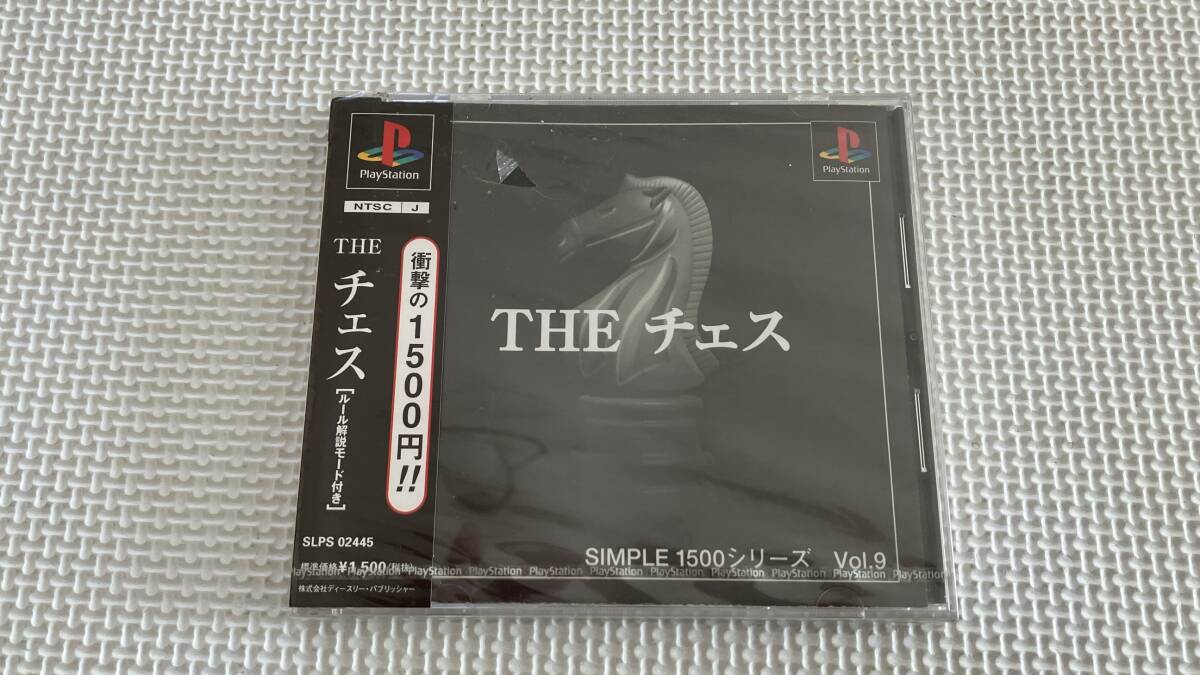 PlayStation
NTSC J
THE
チェス
[ルール解説モード付き]
衝撃の1500円!!
SLPS 02445
標準価格¥1,500(税抜)
株式会社ディースリー・パブリッシャー
PlayStation
THE チェス
SIMPLE 1500シリーズ Vol.9
PlayStation PlayStation PlayStation PlayStation PlayStation PlayStation PlayStation PlayStation PlayStation PlayStation PlayStation